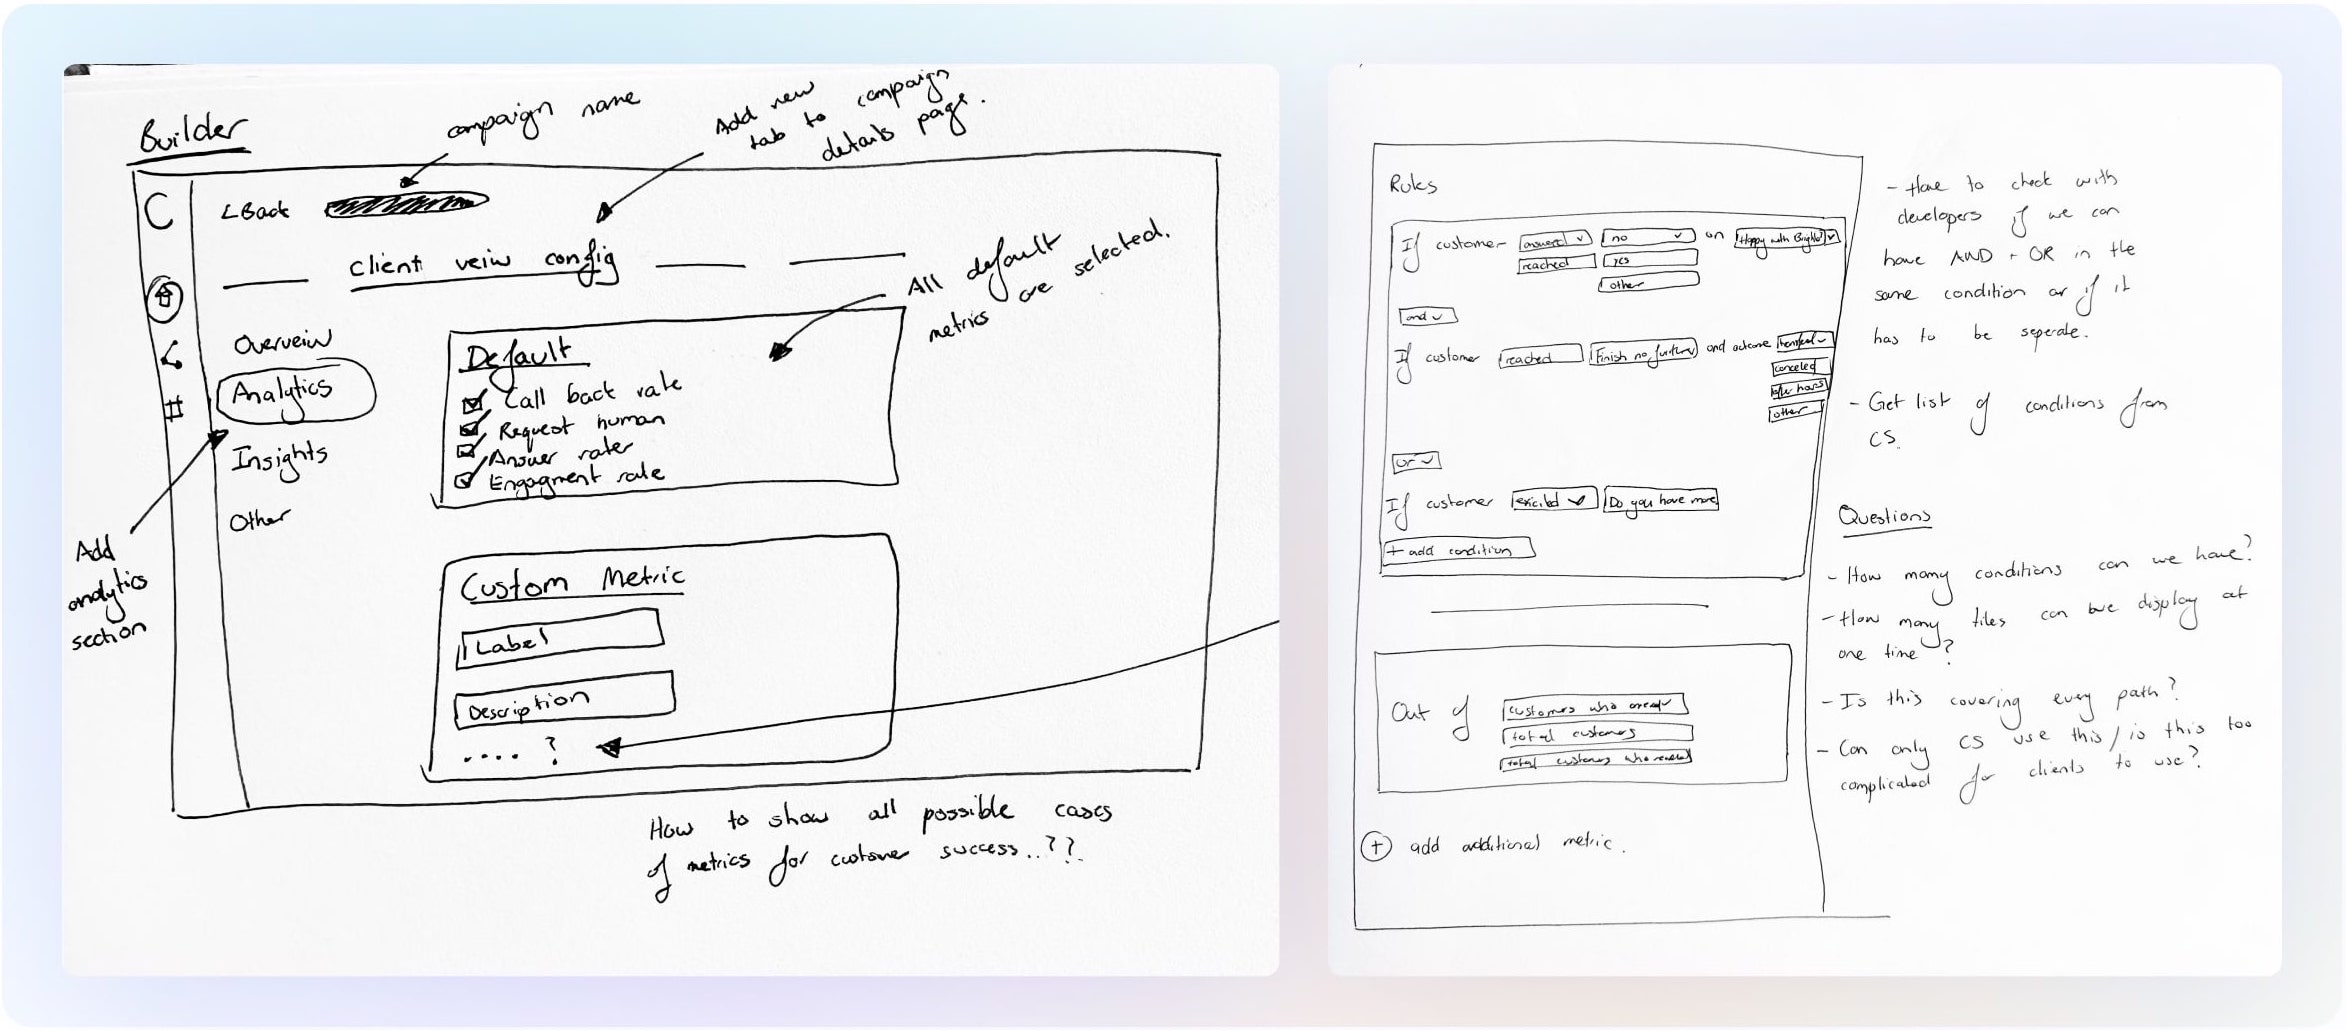 Builder
campaign name
Add new
tab to campaign
details page.
C
< Back
Client veiw config
All default
metrics are selected.
Overveiw
Analytics
Insights
Other
Add
analytics
section
Default
Call back rate
Request human
Answer rate
Engagment rate
Custom Metric
Label
Description
.... ?
How to show all possible cases
of metrics for customer success..??
Rules
If customer answered no on Happy with Bright?
reached yes
other
and
If customer reached Finish no further and outcome
canceled
after hours
other
or
If customer Do you have more
+ add condition
Out of customers who
total customers
total customers who reached
+ add additional metric.
- Have to check with
developers if we can
have AND + OR in the
same condition or if it
has to be seperate.
- Get list of conditions from
CS.
Questions
- How many conditions can we have?
- How many tiles can we display at
one time?
- Is this covering every path?
- Can only CS use this / is this too
complicated for clients to use?